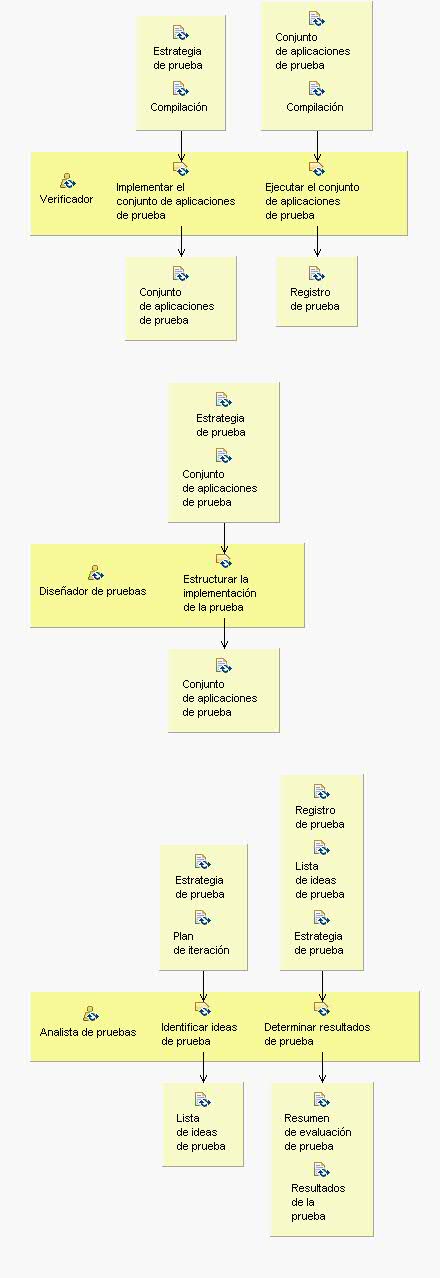 Estrategia
de prueba
Compilación
Conjunto
de aplicaciones
de prueba
Compilación
Verificador
Implementar el
conjunto de aplicaciones
de prueba
Ejecutar el conjunto
de aplicaciones
de prueba
Conjunto
de aplicaciones
de prueba
Registro
de prueba
Estrategia
de prueba
Conjunto
de aplicaciones
de prueba
Diseñador de pruebas
Estructurar la
implementación
de la prueba
Conjunto
de aplicaciones
de prueba
Estrategia
de prueba
Plan
de iteración
Registro
de prueba
Lista
de ideas
de prueba
Estrategia
de prueba
Analista de pruebas
Identificar ideas
de prueba
Determinar resultados
de prueba
Lista
de ideas
de prueba
Resumen
de evaluación
de prueba
Resultados
de la
prueba